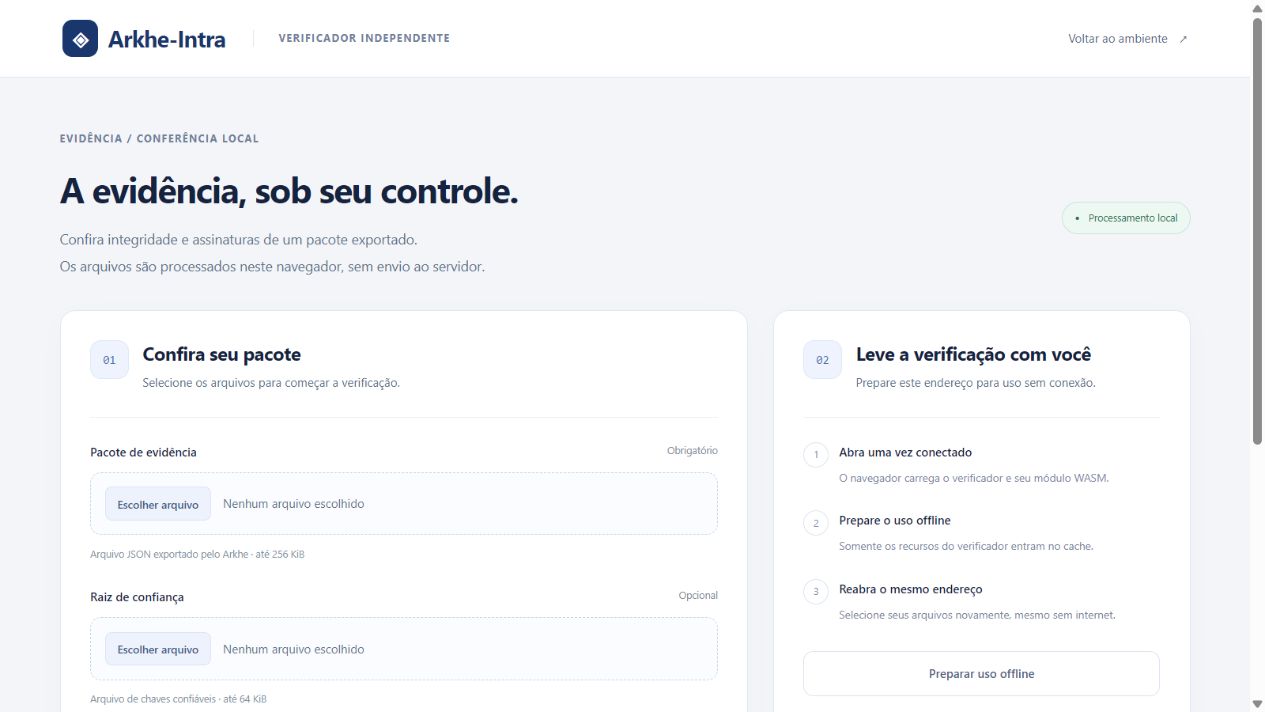 Arkhe-Intra
VERIFICADOR INDEPENDENTE
Voltar ao ambiente ↗
EVIDÊNCIA / CONFERÊNCIA LOCAL
A evidência, sob seu controle.
Confira integridade e assinaturas de um pacote exportado.
Os arquivos são processados neste navegador, sem envio ao servidor.
• Processamento local
01
Confira seu pacote
Selecione os arquivos para começar a verificação.
Pacote de evidência
Obrigatório
Escolher arquivo
Nenhum arquivo escolhido
Arquivo JSON exportado pelo Arkhe · até 256 KiB
Raiz de confiança
Opcional
Escolher arquivo
Nenhum arquivo escolhido
Arquivo de chaves confiáveis · até 64 KiB
02
Leve a verificação com você
Prepare este endereço para uso sem conexão.
1
Abra uma vez conectado
O navegador carrega o verificador e seu módulo WASM.
2
Prepare o uso offline
Somente os recursos do verificador entram no cache.
3
Reabra o mesmo endereço
Selecione seus arquivos novamente, mesmo sem internet.
Preparar uso offline